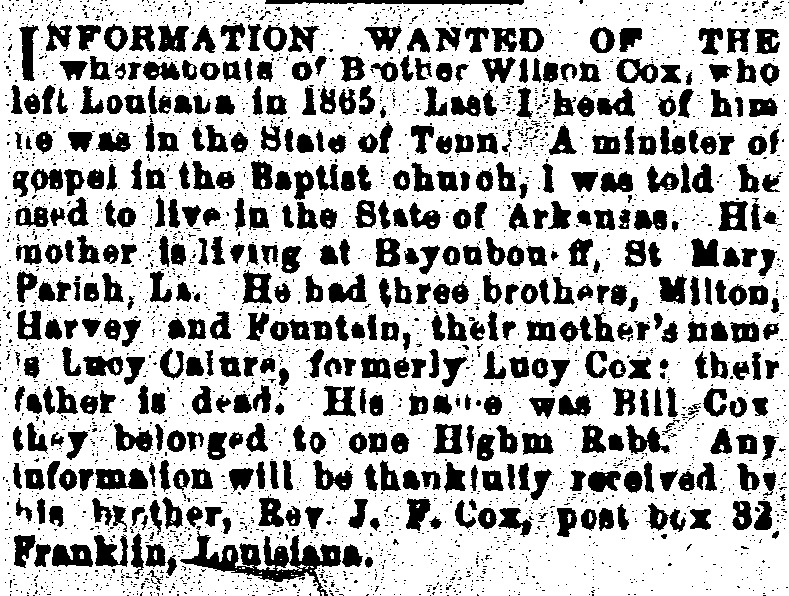 INFORMATION WANTED OF THE
whereabouts of Brother Wilson Cox, who
left Louisaua in 1865. Last I head of him
he was in the State of Tenn. A minister of
gospel in the Baptist church, I was told he
used to live in the State of Arkansas. His
mother is living at Bayoubou ff, St Mary
Parish, La. He had three brothers, Milton,
Harvey and Fountain, their mother's name
is Lucy formerly Lucy Cox: their
father is dead. His name was Bill Cox
they belonged to one Highm Rabt. Any
information will be thankfully received by
his brother, Rev. J. F. Cox, post box 32
Franklin, Louisiana.